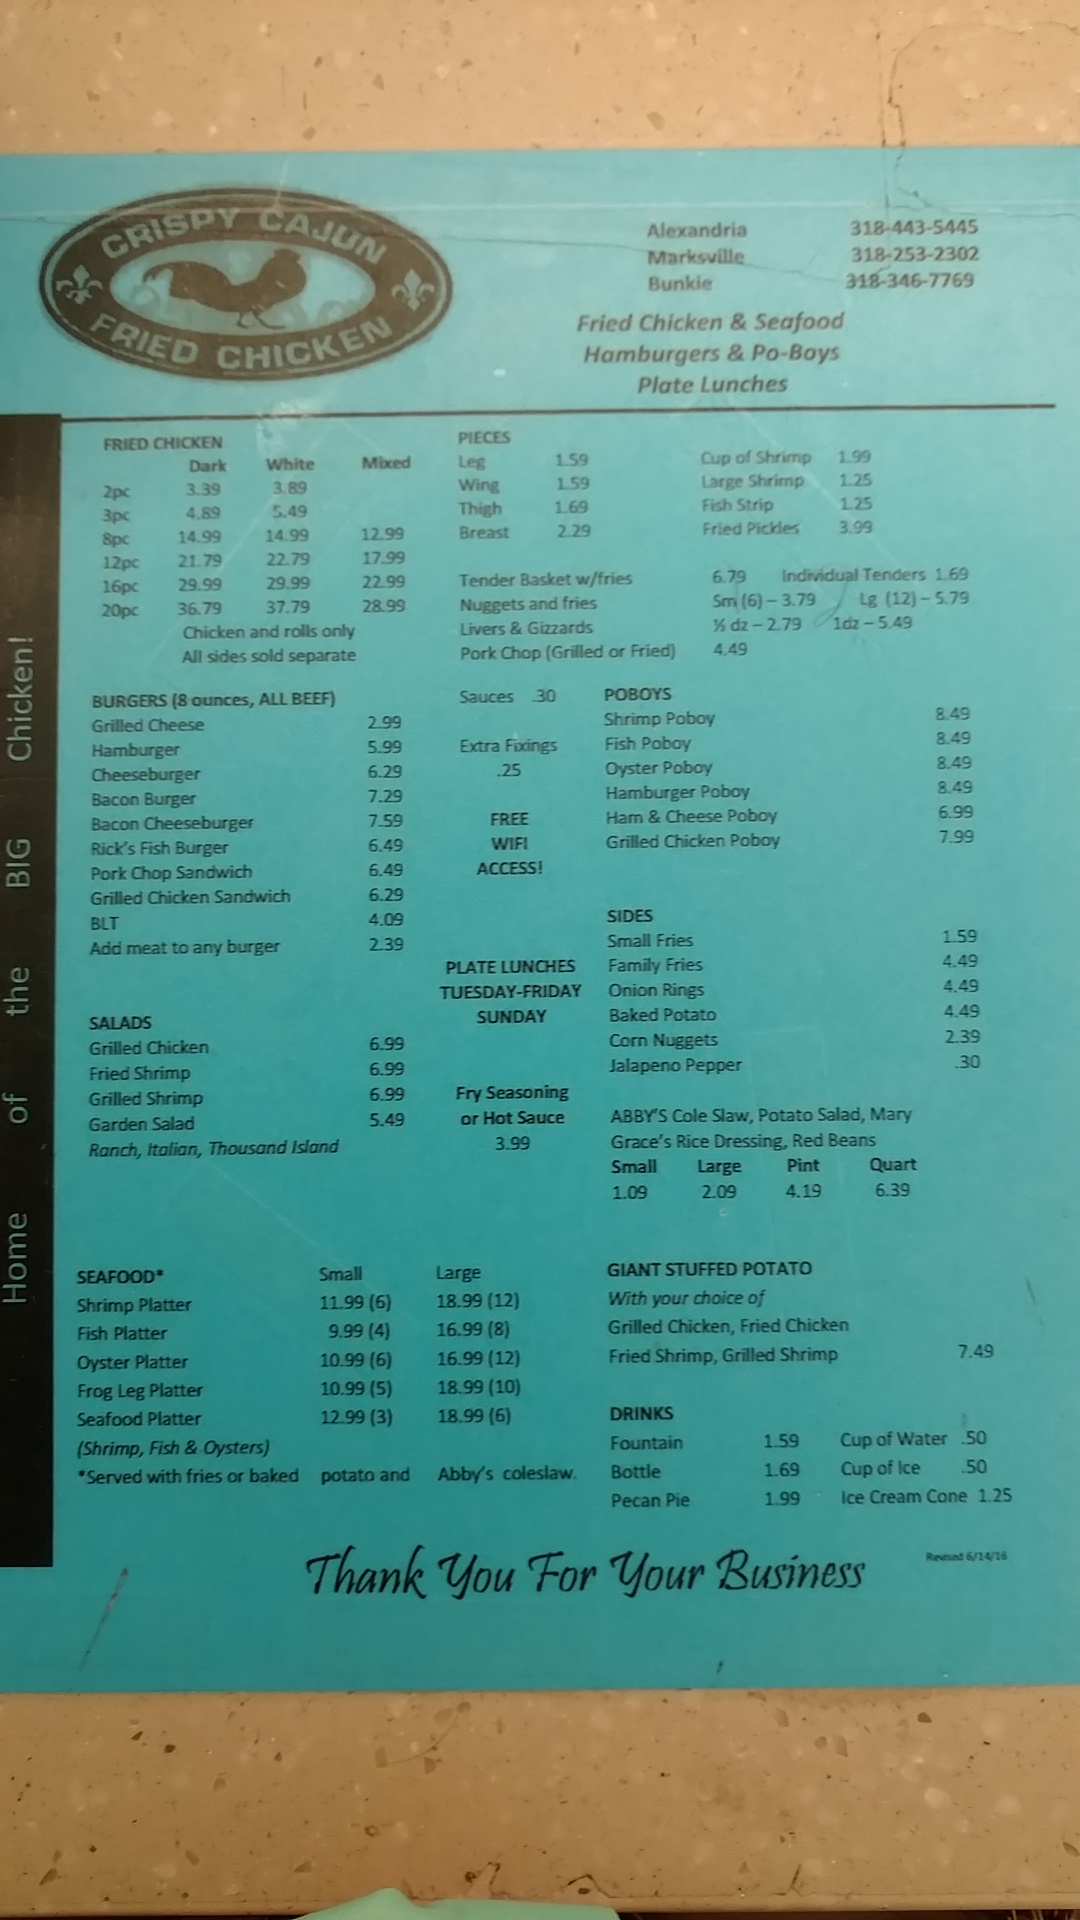 CRISPY CAJUN
FRIED CHICKEN
Alexandria 318-443-5445
Marksville 318-253-2302
Bunkie 318-346-7769
Fried Chicken & Seafood
Hamburgers & Po-Boys
Plate Lunches
Home of the BIG Chicken!
FRIED CHICKEN
Dark White Mixed
2pc 3.39 3.89
3pc 4.89 5.49
8pc 14.99 14.99 12.99
12pc 21.79 22.79 17.99
16pc 29.99 29.99 22.99
20pc 36.79 37.79 28.99
Chicken and rolls only
All sides sold separate
PIECES
Leg 1.59 Cup of Shrimp 1.99
Wing 1.59 Large Shrimp 1.25
Thigh 1.69 Fish Strip 1.25
Breast 2.29 Fried Pickles 3.99
Tender Basket w/fries 6.79 Individual Tenders 1.69
Nuggets and fries Sm (6) – 3.79 Lg (12) – 5.79
Livers & Gizzards ½ dz – 2.79 1dz – 5.49
Pork Chop (Grilled or Fried) 4.49
BURGERS (8 ounces, ALL BEEF)
Grilled Cheese 2.99
Hamburger 5.99
Cheeseburger 6.29
Bacon Burger 7.29
Bacon Cheeseburger 7.59
Rick's Fish Burger 6.49
Pork Chop Sandwich 6.49
Grilled Chicken Sandwich 6.29
BLT 4.09
Add meat to any burger 2.39
Sauces .30
Extra Fixings
.25
FREE
WIFI
ACCESS!
PLATE LUNCHES
TUESDAY-FRIDAY
SUNDAY
Fry Seasoning
or Hot Sauce
3.99
POBOYS
Shrimp Poboy 8.49
Fish Poboy 8.49
Oyster Poboy 8.49
Hamburger Poboy 8.49
Ham & Cheese Poboy 6.99
Grilled Chicken Poboy 7.99
SIDES
Small Fries 1.59
Family Fries 4.49
Onion Rings 4.49
Baked Potato 4.49
Corn Nuggets 2.39
Jalapeno Pepper .30
ABBY'S Cole Slaw, Potato Salad, Mary
Grace's Rice Dressing, Red Beans
Small Large Pint Quart
1.09 2.09 4.19 6.39
SALADS
Grilled Chicken 6.99
Fried Shrimp 6.99
Grilled Shrimp 6.99
Garden Salad 5.49
Ranch, Italian, Thousand Island
SEAFOOD* Small Large
Shrimp Platter 11.99 (6) 18.99 (12)
Fish Platter 9.99 (4) 16.99 (8)
Oyster Platter 10.99 (6) 16.99 (12)
Frog Leg Platter 10.99 (5) 18.99 (10)
Seafood Platter 12.99 (3) 18.99 (6)
(Shrimp, Fish & Oysters)
*Served with fries or baked potato and Abby's coleslaw.
GIANT STUFFED POTATO
With your choice of
Grilled Chicken, Fried Chicken
Fried Shrimp, Grilled Shrimp 7.49
DRINKS
Fountain 1.59 Cup of Water .50
Bottle 1.69 Cup of Ice .50
Pecan Pie 1.99 Ice Cream Cone 1.25
Revised 6/14/16
Thank You For Your Business